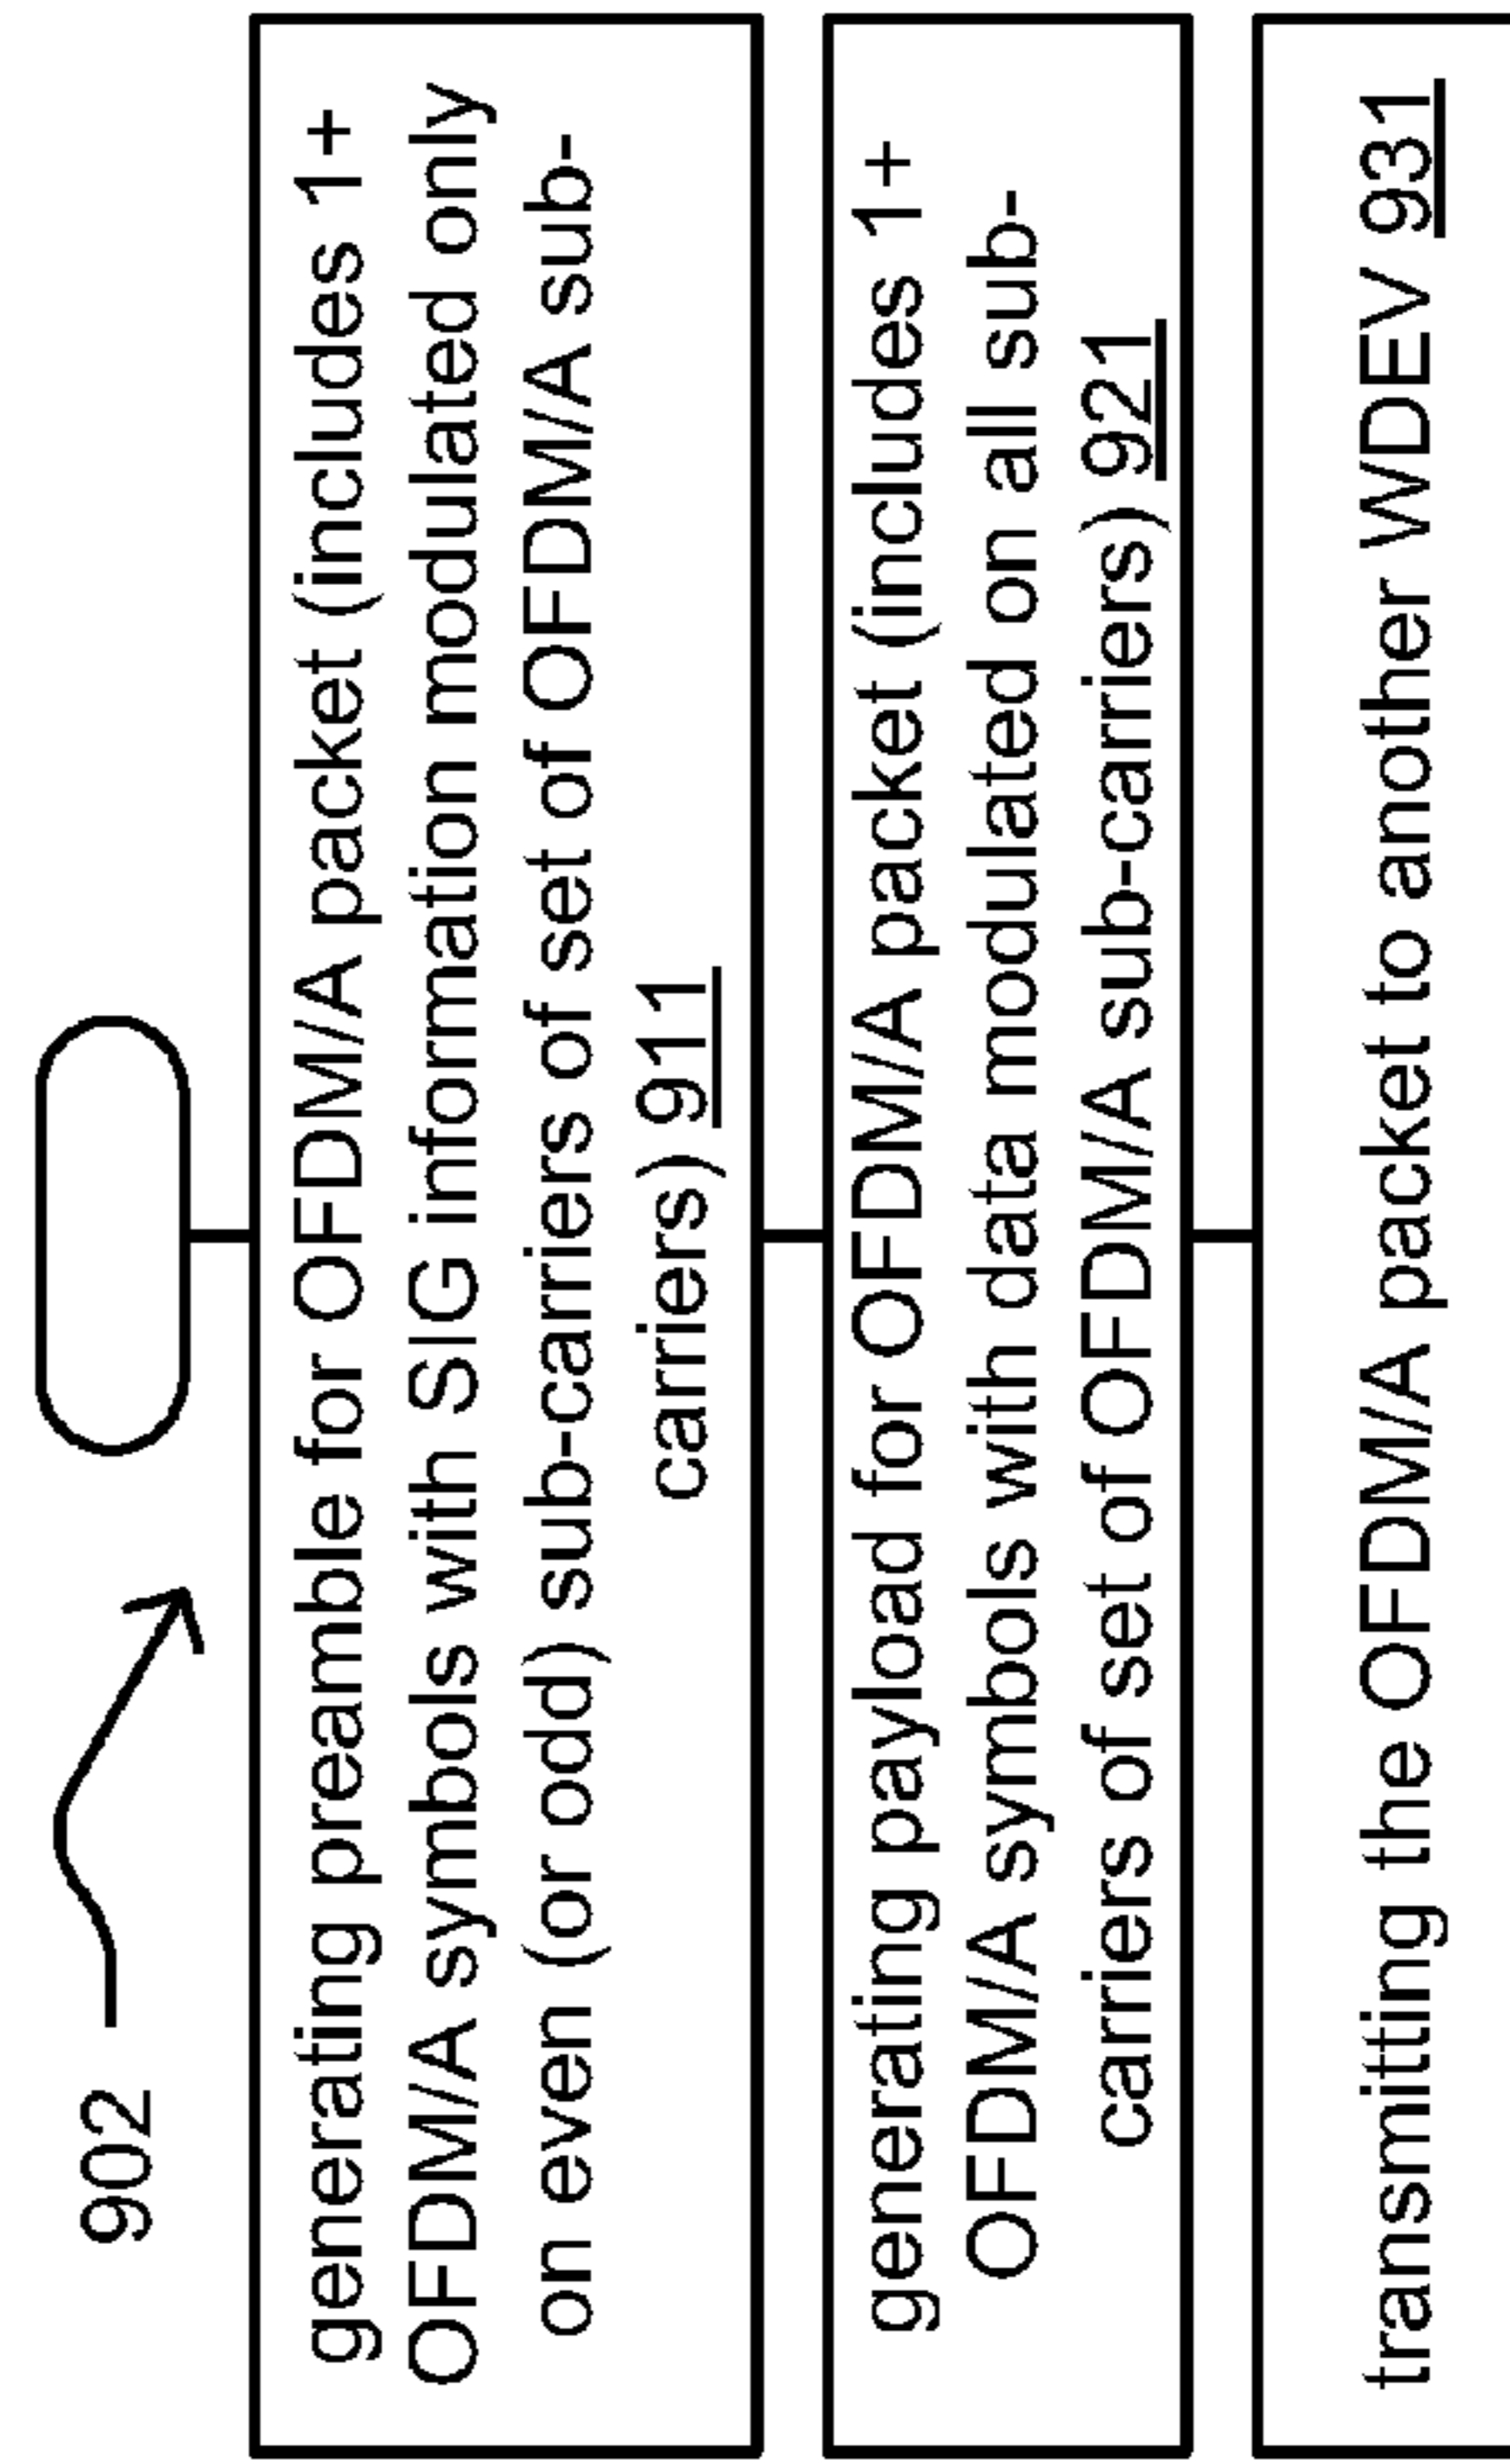 902
generating preamble for OFDM/A packet (includes 1+
OFDM/A symbols with SIG information modulated only
on even (or odd) sub-carriers of set of OFDM/A sub-
carriers) 911
generating payload for OFDM/A packet (includes 1+
OFDM/A symbols with data modulated on all sub-
carriers of set of OFDM/A sub-carriers) 921
transmitting the OFDM/A packet to another WDEV 931